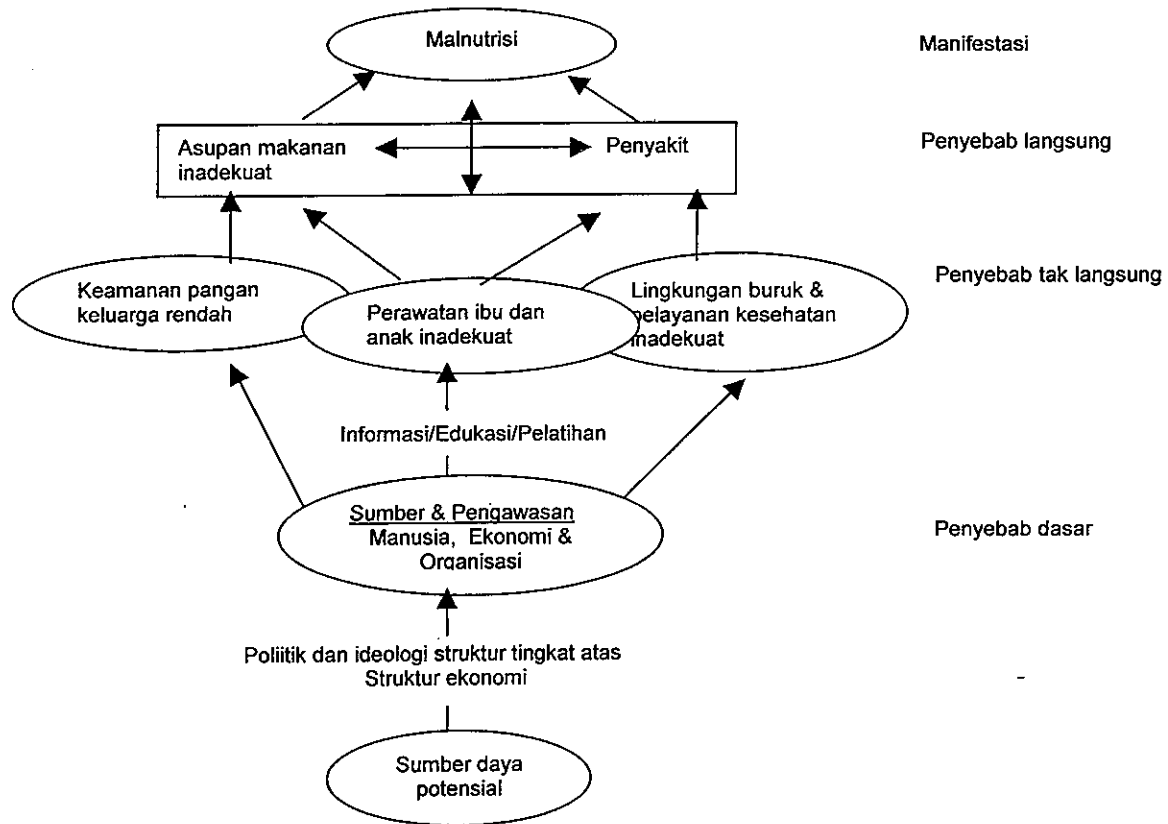 Malnutrisi
Manifestasi
Asupan makanan
inadekuat
Penyakit
Penyebab langsung
Keamanan pangan
keluarga rendah
Perawatan ibu dan
anak inadekuat
Lingkungan buruk &
pelayanan kesehatan
inadekuat
Penyebab tak langsung
Informasi/Edukasi/Pelatihan
Sumber & Pengawasan
Manusia, Ekonomi &
Organisasi
Penyebab dasar
Poliitik dan ideologi struktur tingkat atas
Struktur ekonomi
Sumber daya
potensial